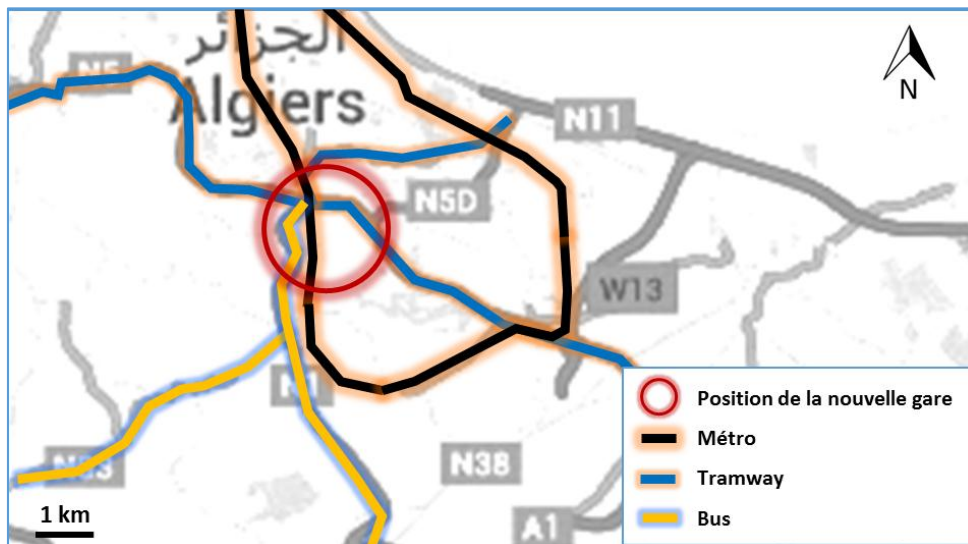 الجزائر
N5
Algiers
N
N11
N5D
W13
N1
N38
A1
1 km
Position de la nouvelle gare
Métro
Tramway
Bus